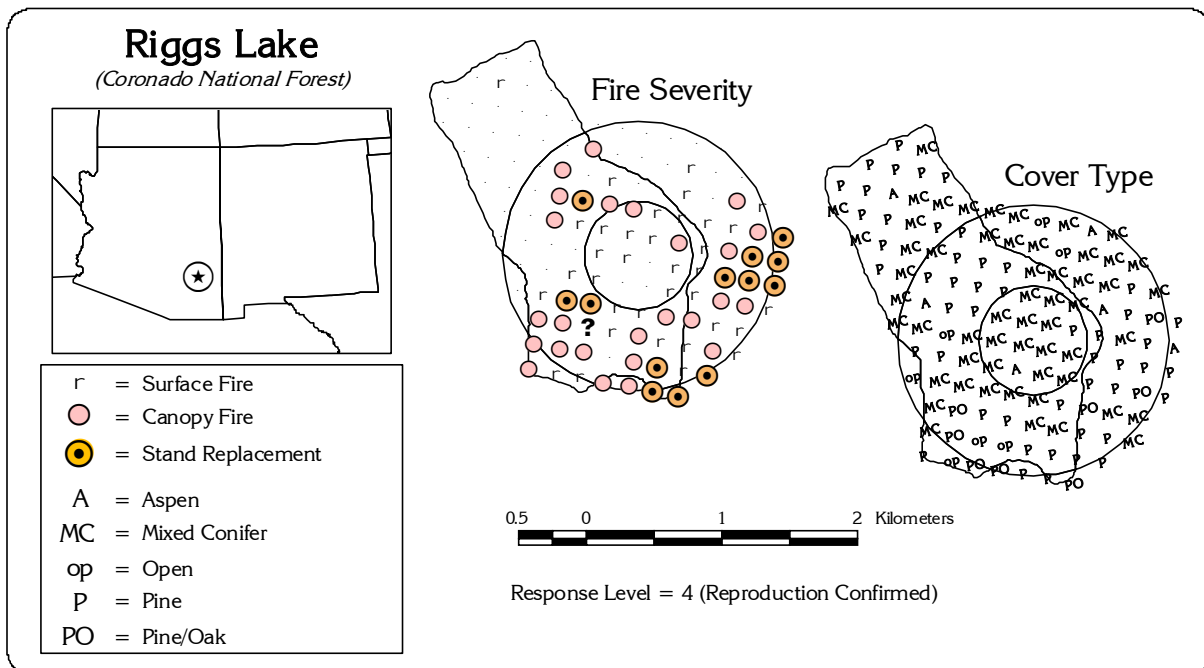 Riggs Lake
(Coronado National Forest)
Fire Severity
Cover Type
?
r = Surface Fire
= Canopy Fire
= Stand Replacement
A = Aspen
MC = Mixed Conifer
op = Open
P = Pine
PO = Pine/Oak
0.5 0 1 2 Kilometers
Response Level = 4 (Reproduction Confirmed)